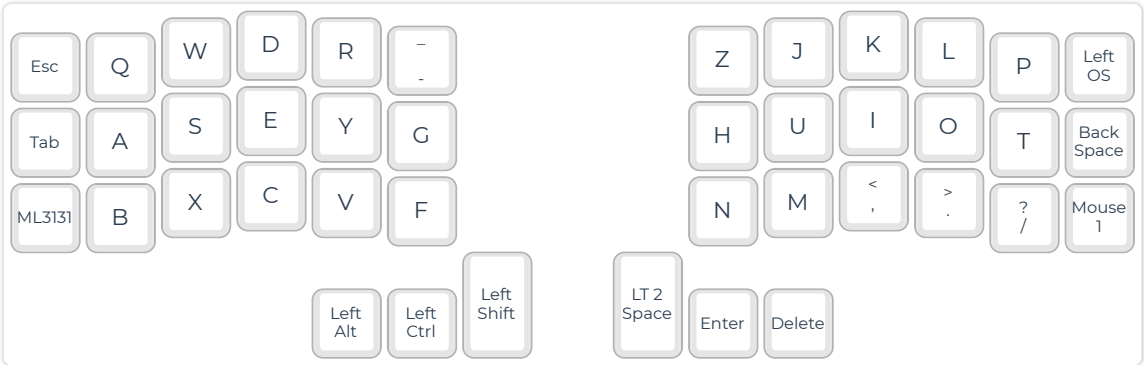 Esc Q W D R _ Z J K L P Left
- OS
Tab A S E Y G H U I O T Back
Space
ML3131 B X C V F N M < > ? Mouse
, . / 1
Left Left Left LT 2 Enter Delete
Alt Ctrl Shift Space